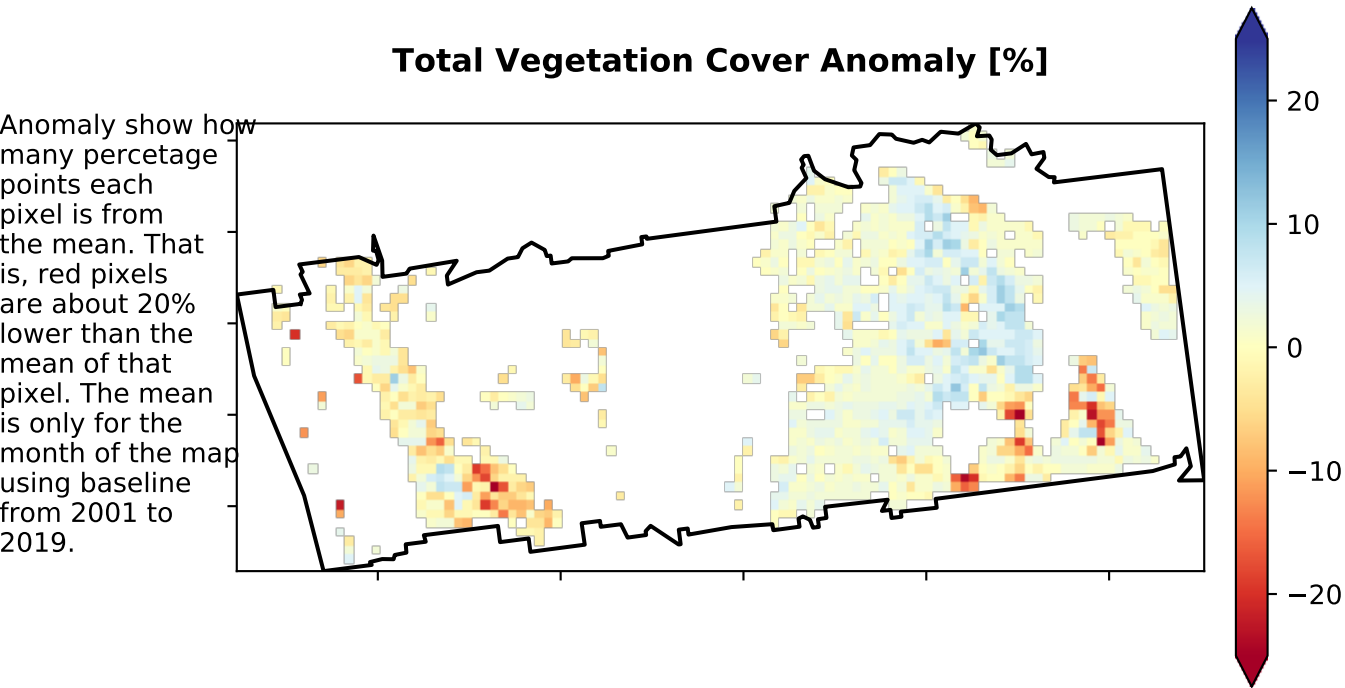 Total Vegetation Cover Anomaly [%]
Anomaly show how
many percetage
points each
pixel is from
the mean. That
is, red pixels
are about 20%
lower than the
mean of that
pixel. The mean
is only for the
month of the map
using baseline
from 2001 to
2019.
20
10
0
−10
−20